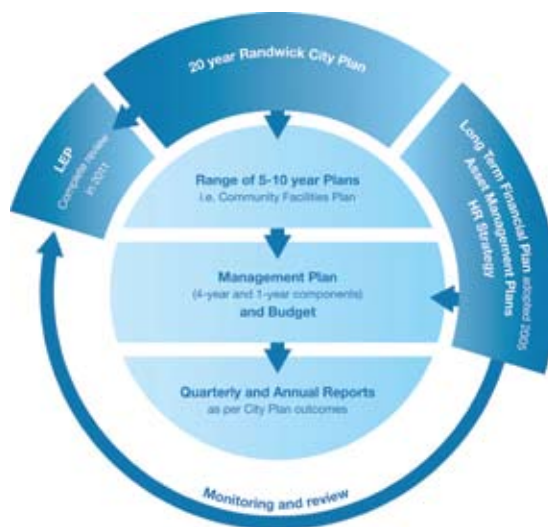 20 year Randwick City Plan
LEP
Complete review
in 2011
Long Term Financial Plan adopted 2005
Asset Management Plans
HR Strategy
Range of 5-10 year Plans
i.e. Community Facilities Plan
Management Plan
(4-year and 1-year components)
and Budget
Quarterly and Annual Reports
as per City Plan outcomes
Monitoring and review